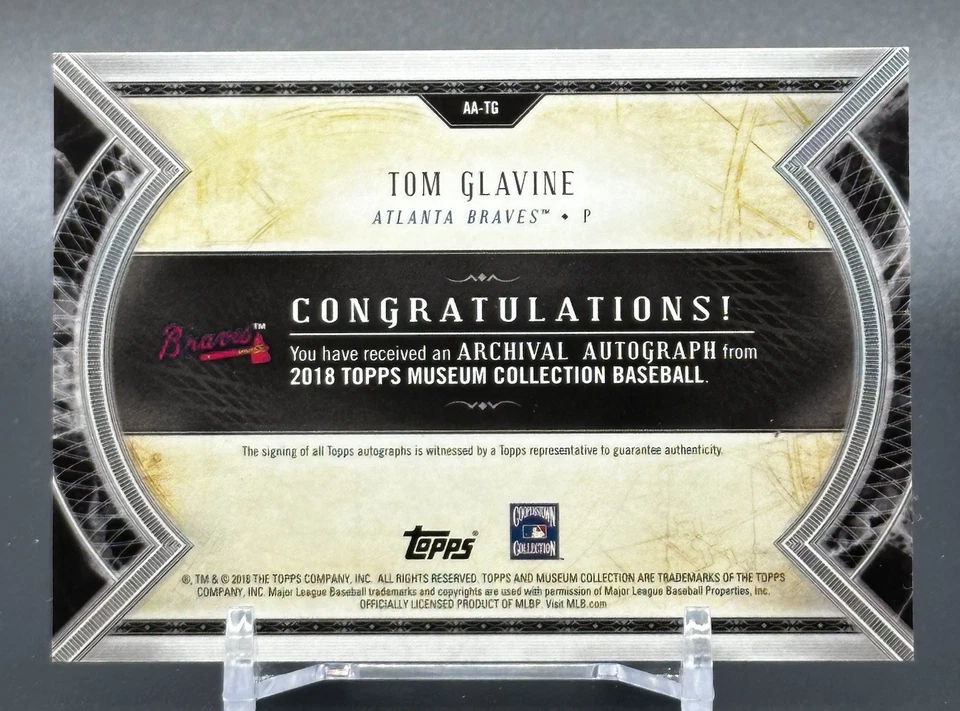 AA-TG
TOM GLAVINE
ATLANTA BRAVES™ ◆ P
CONGRATULATIONS!
Braves™
You have received an ARCHIVAL AUTOGRAPH from
2018 TOPPS MUSEUM COLLECTION BASEBALL.
The signing of all Topps autographs is witnessed by a Topps representative to guarantee authenticity.
Topps®
COOPERSTOWN
COLLECTION
®, TM & © 2018 THE TOPPS COMPANY, INC. ALL RIGHTS RESERVED. TOPPS AND MUSEUM COLLECTION ARE TRADEMARKS OF THE TOPPS
COMPANY, INC. Major League Baseball trademarks and copyrights are used with permission of Major League Baseball Properties, Inc.
OFFICIALLY LICENSED PRODUCT OF MLBP. Visit MLB.com